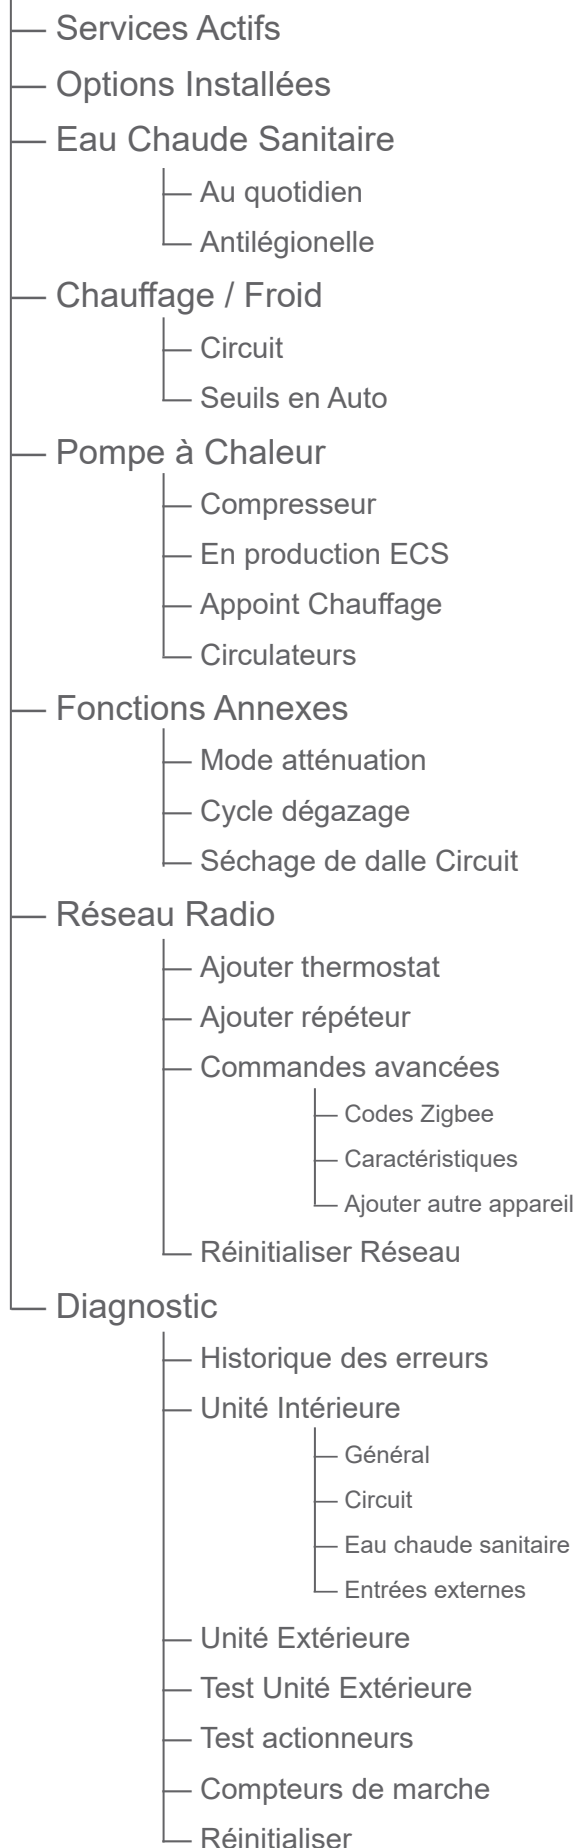 Services Actifs
Options Installées
Eau Chaude Sanitaire
Au quotidien
Antilégionelle
Chauffage / Froid
Circuit
Seuils en Auto
Pompe à Chaleur
Compresseur
En production ECS
Appoint Chauffage
Circulateurs
Fonctions Annexes
Mode atténuation
Cycle dégazage
Séchage de dalle Circuit
Réseau Radio
Ajouter thermostat
Ajouter répéteur
Commandes avancées
Codes Zigbee
Caractéristiques
Ajouter autre appareil
Réinitialiser Réseau
Diagnostic
Historique des erreurs
Unité Intérieure
Général
Circuit
Eau chaude sanitaire
Entrées externes
Unité Extérieure
Test Unité Extérieure
Test actionneurs
Compteurs de marche
Réinitialiser